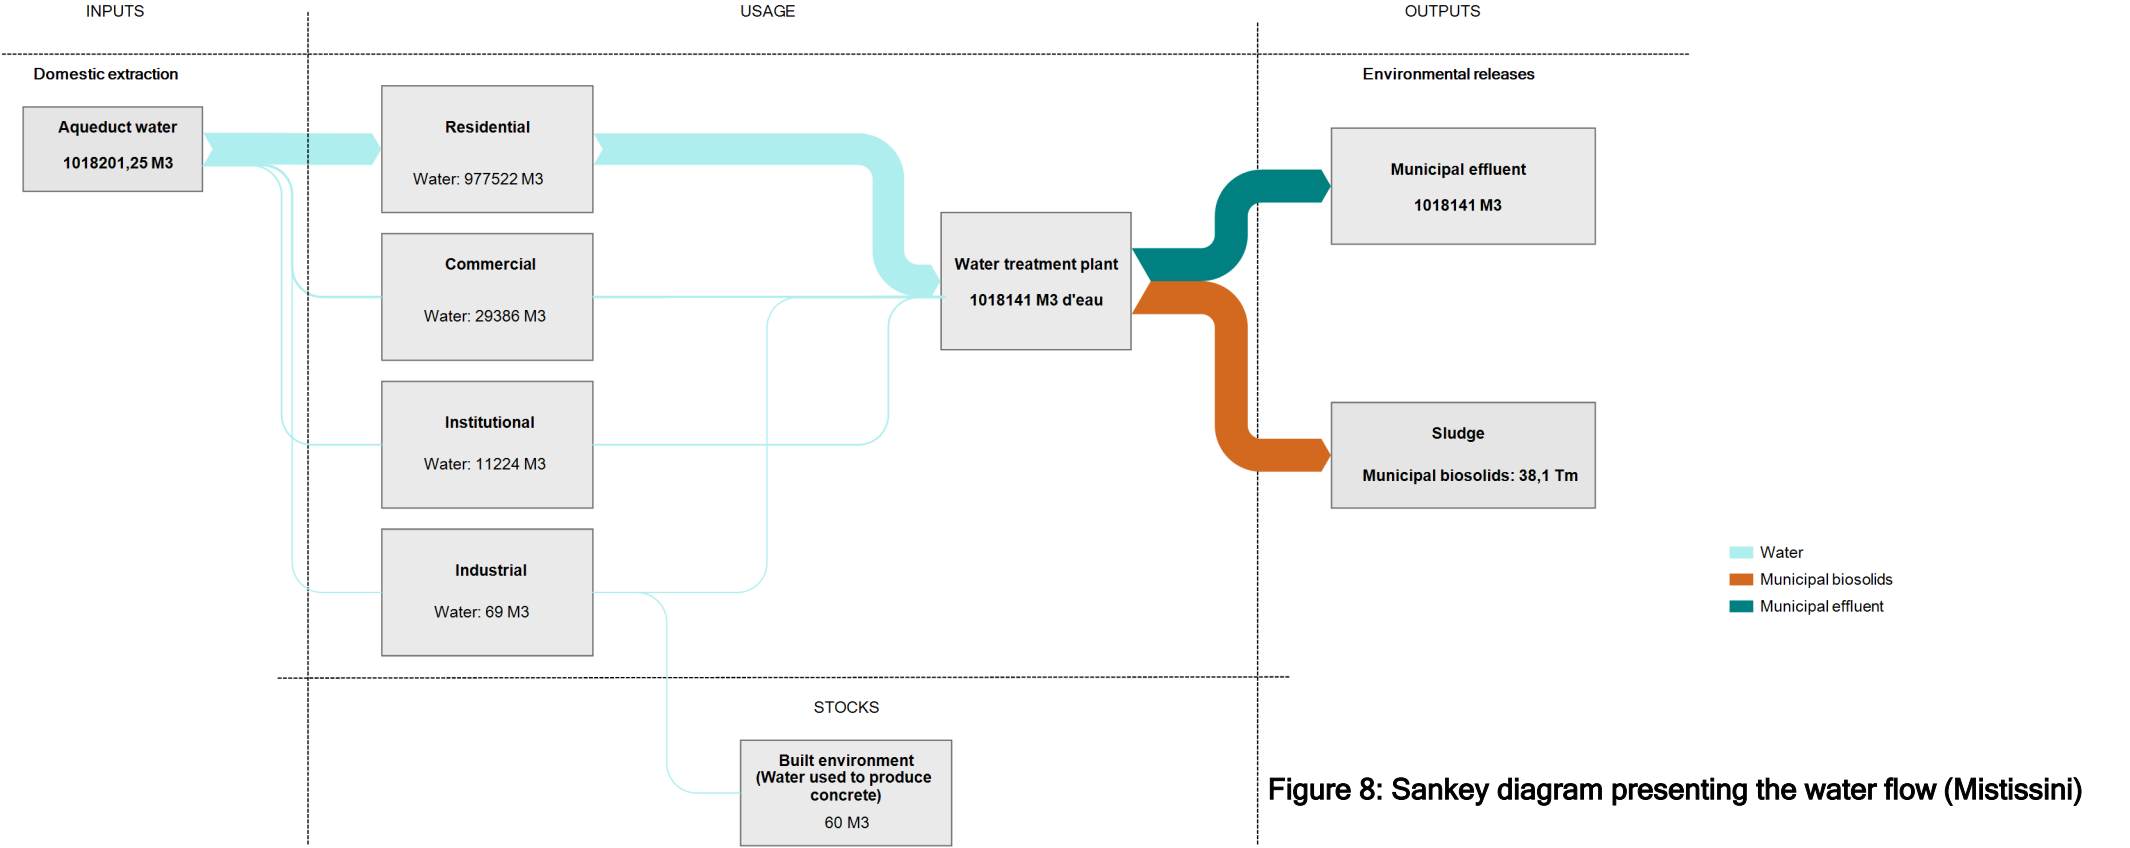 INPUTS
USAGE
OUTPUTS
Domestic extraction
Environmental releases
Aqueduct water
1018201,25 M3
Residential
Water: 977522 M3
Commercial
Water: 29386 M3
Institutional
Water: 11224 M3
Industrial
Water: 69 M3
Water treatment plant
1018141 M3 d'eau
Municipal effluent
1018141 M3
Sludge
Municipal biosolids: 38,1 Tm
Water
Municipal biosolids
Municipal effluent
STOCKS
Built environment
(Water used to produce
concrete)
60 M3
Figure 8: Sankey diagram presenting the water flow (Mistissini)